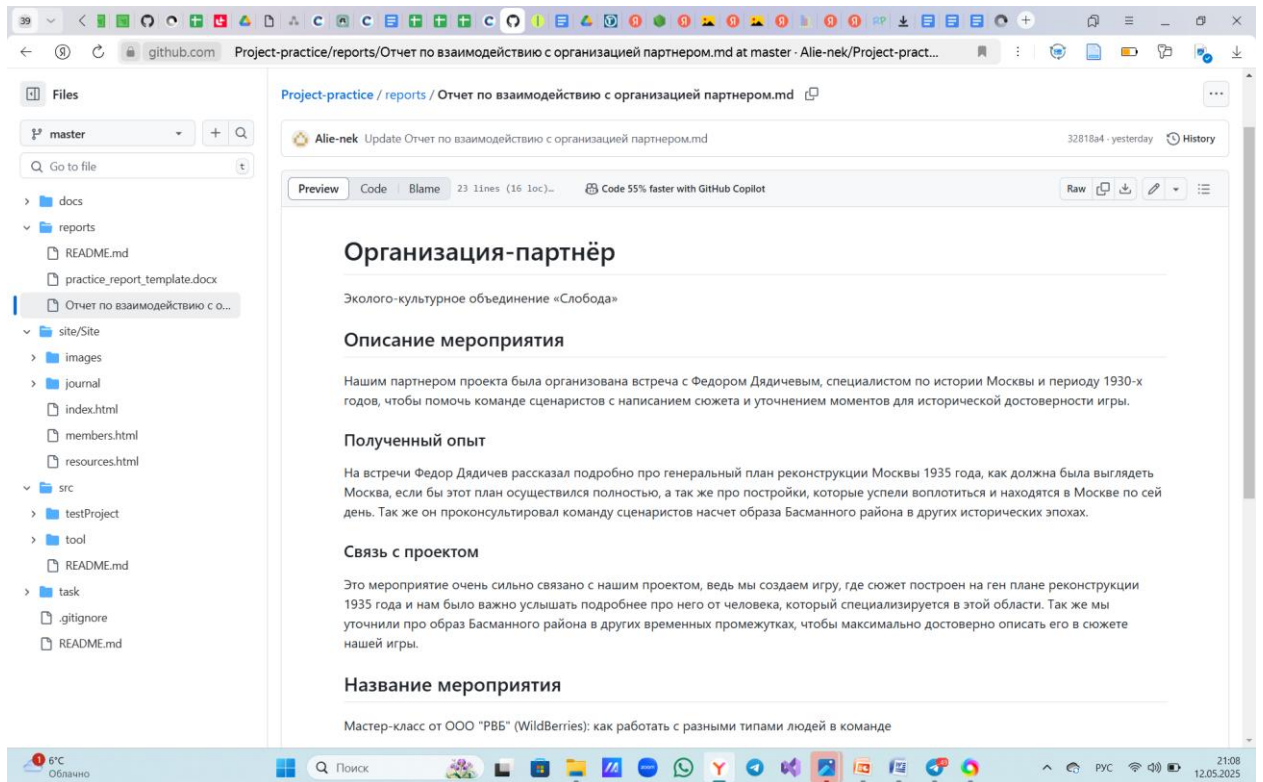 39
github.com
Project-practice/reports/Отчет по взаимодействию с организацией партнером.md at master · Alie-nek/Project-pract...
Files
master
Go to file
t
docs
reports
README.md
practice_report_template.docx
Отчет по взаимодействию с о...
site/Site
images
journal
index.html
members.html
resources.html
src
testProject
tool
README.md
task
.gitignore
README.md
Project-practice / reports / Отчет по взаимодействию с организацией партнером.md
Alie-nek Update Отчет по взаимодействию с организацией партнером.md
32818a4 · yesterday
History
Preview
Code
Blame
23 lines (16 loc)...
Code 55% faster with GitHub Copilot
Raw
Организация-партнёр
Эколого-культурное объединение «Слобода»
Описание мероприятия
Нашим партнером проекта была организована встреча с Федором Дядичевым, специалистом по истории Москвы и периоду 1930-х
годов, чтобы помочь команде сценаристов с написанием сюжета и уточнением моментов для исторической достоверности игры.
Полученный опыт
На встречи Федор Дядичев рассказал подробно про генеральный план реконструкции Москвы 1935 года, как должна была выглядеть
Москва, если бы этот план осуществился полностью, а так же про постройки, которые успели воплотиться и находятся в Москве по сей
день. Так же он проконсультировал команду сценаристов насчет образа Басманного района в других исторических эпохах.
Связь с проектом
Это мероприятие очень сильно связано с нашим проектом, ведь мы создаем игру, где сюжет построен на ген плане реконструкции
1935 года и нам было важно услышать подробнее про него от человека, который специализируется в этой области. Так же мы
уточнили про образ Басманного района в других временных промежутках, чтобы максимально достоверно описать его в сюжете
нашей игры.
Название мероприятия
Мастер-класс от ООО "РВБ" (WildBerries): как работать с разными типами людей в команде
1
6°C
Облачно
Поиск
РУС
21:08
12.05.2025